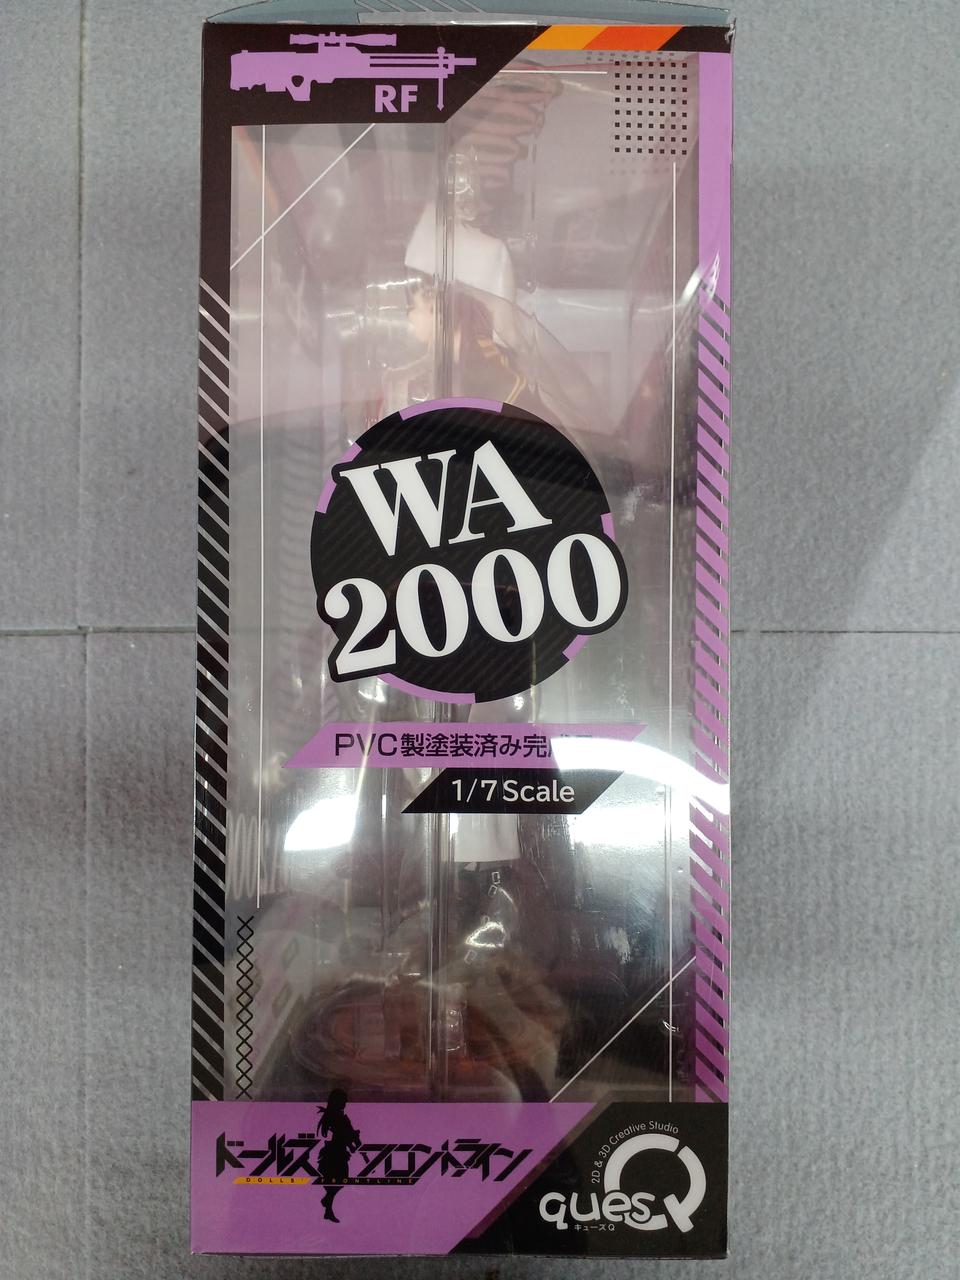 RF
WA
2000
PVC製塗装済み完成品
1/7 Scale
ドールズフロントライン
DOLLS' FRONTLINE
2D & 3D Creative Studio
quesQ
キューズQ